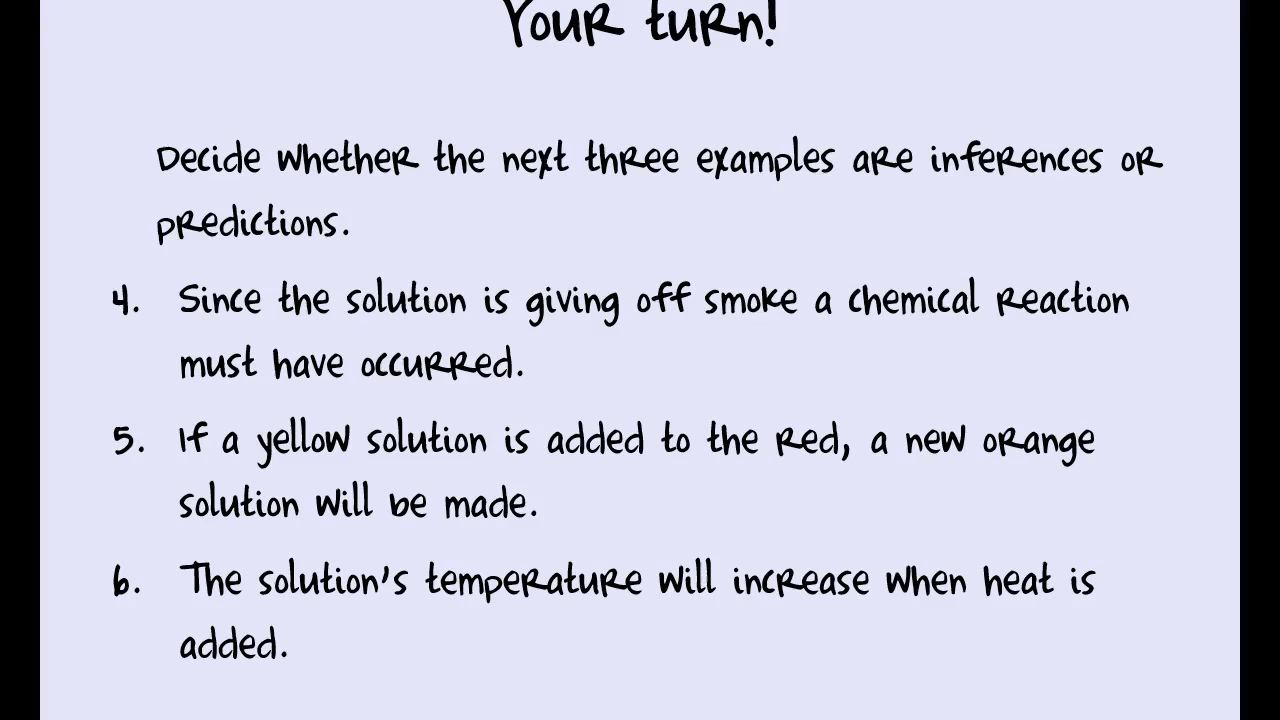 Your turn!
Decide whether the next three examples are inferences or
predictions.
4. Since the solution is giving off smoke a chemical reaction
must have occurred.
5. If a yellow solution is added to the red, a new orange
solution will be made.
6. The solution's temperature will increase when heat is
added.